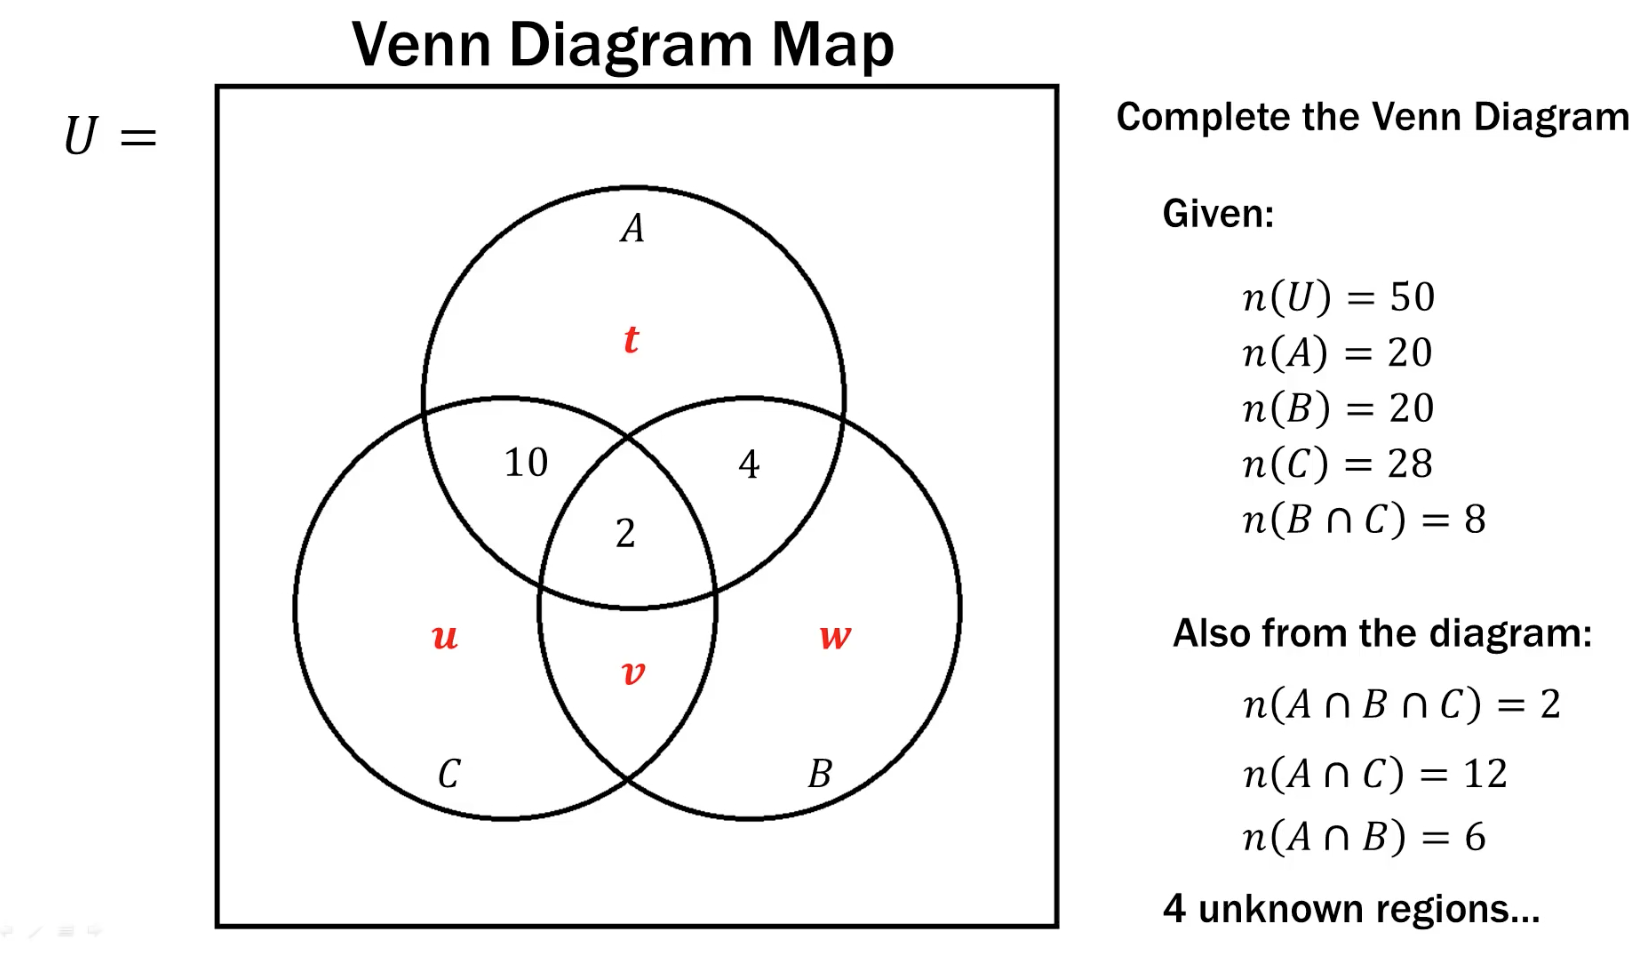 Venn Diagram Map
U =
A
t
10
4
2
u
w
v
C
B
Complete the Venn Diagram
Given:
n(U) = 50
n(A) = 20
n(B) = 20
n(C) = 28
n(B ∩ C) = 8
Also from the diagram:
n(A ∩ B ∩ C) = 2
n(A ∩ C) = 12
n(A ∩ B) = 6
4 unknown regions...